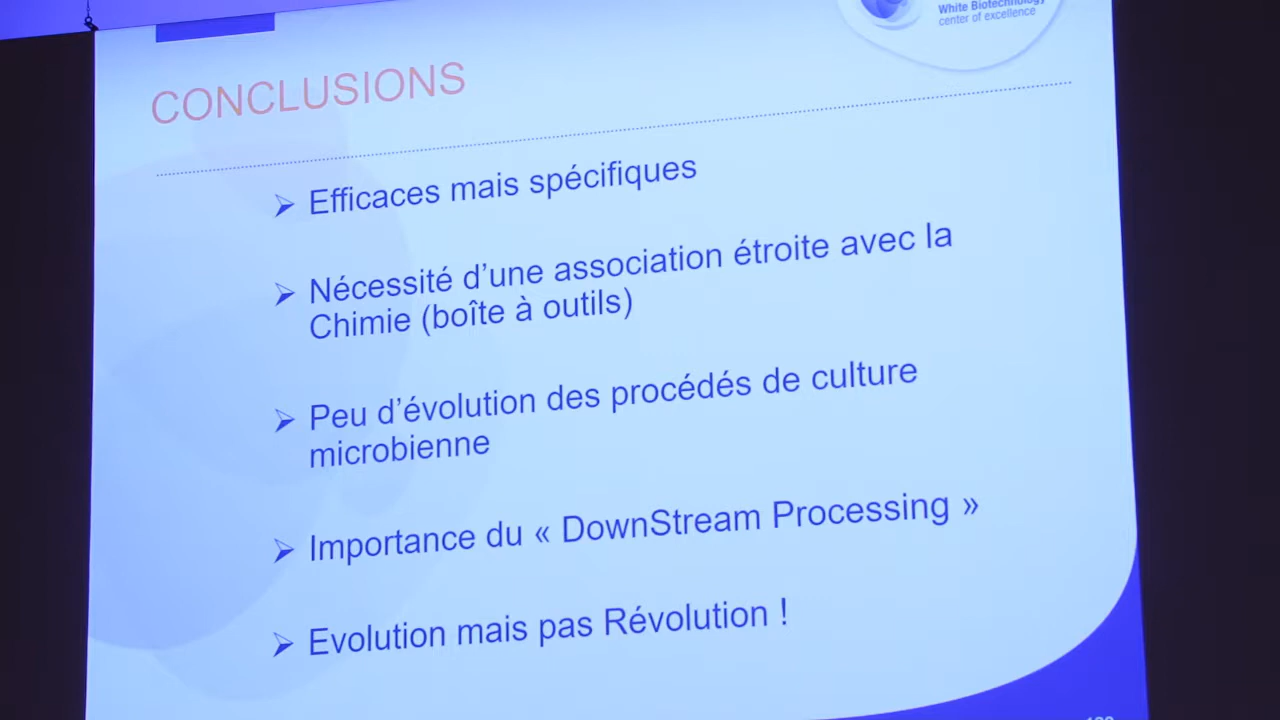 White Biotechnology
center of excellence
CONCLUSIONS
➢ Efficaces mais spécifiques
➢ Nécessité d’une association étroite avec la
Chimie (boîte à outils)
➢ Peu d’évolution des procédés de culture
microbienne
➢ Importance du « DownStream Processing »
➢ Evolution mais pas Révolution !